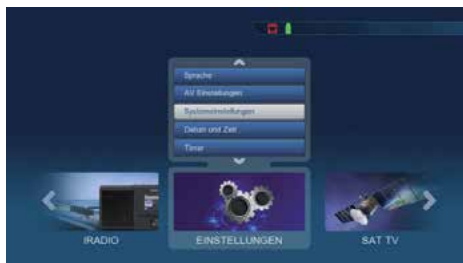 Sprache
AV Einstellungen
Systemeinstellungen
Datum und Zeit
Timer
IRADIO
EINSTELLUNGEN
SAT TV